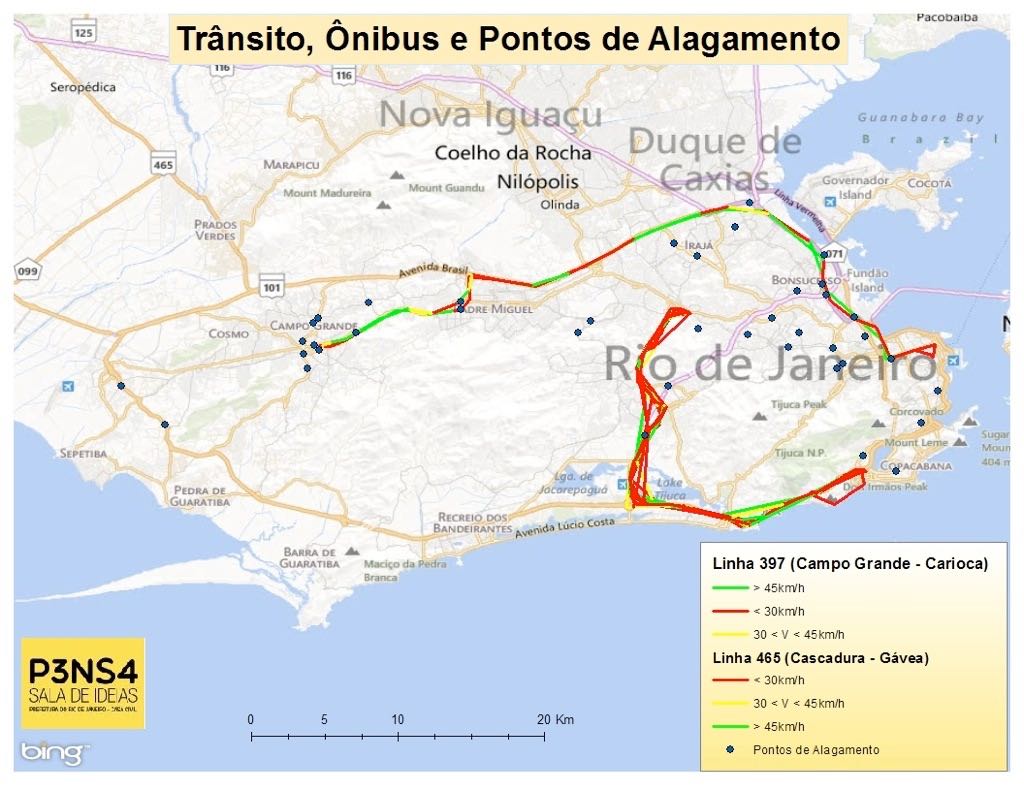 Trânsito, Ônibus e Pontos de Alagamento
Pacobaíba
125
116
116
Seropédica
Nova Iguaçu
Guanabara Bay
Brazil
Duque de
Caxias
Coelho da Rocha
465
MARAPICU
Mount Madureira
Mount Guandu
Nilópolis
Olinda
Governador
Island
COCOTÁ
Linha Vermelha
PRADOS
VERDES
IRAJÁ
071
099
Avenida Brasil
101
BONSUCESSO
Fundão
Island
PADRE MIGUEL
COSMO
CAMPO GRANDE
N
Rio de Janeiro
Tijuca Peak
Corcovado
Mount Leme
Sugar
Moun
404 m
SEPETIBA
Tijuca N.P.
COPACABANA
Lga. de
Jacarepaguá
Lake
Tijuca
Dois Irmãos Peak
PEDRA DE
GUARATIBA
RECREIO DOS
BANDEIRANTES
Avenida Lúcio Costa
BARRA DE
GUARATIBA
Maciço da Pedra
Branca
Linha 397 (Campo Grande - Carioca)
> 45km/h
< 30km/h
30 < V < 45km/h
Linha 465 (Cascadura - Gávea)
< 30km/h
30 < V < 45km/h
> 45km/h
Pontos de Alagamento
P3NS4
SALA DE IDEIAS
PREFEITURA DO RIO DE JANEIRO - CASA CIVIL
0 5 10 20 Km
bing™